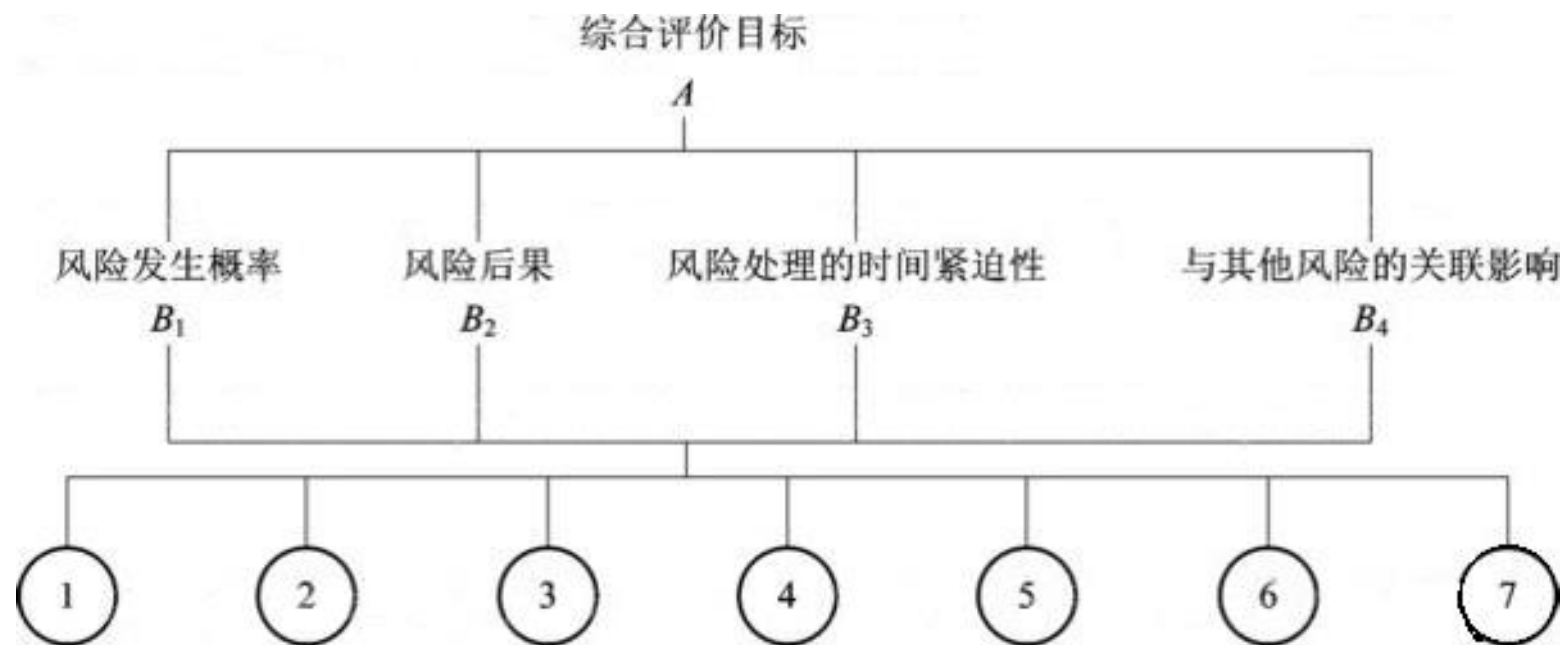 综合评价目标
A
风险发生概率 风险后果 风险处理的时间紧迫性 与其他风险的关联影响
B₁ B₂ B₃ B₄
1 2 3 4 5 6 7